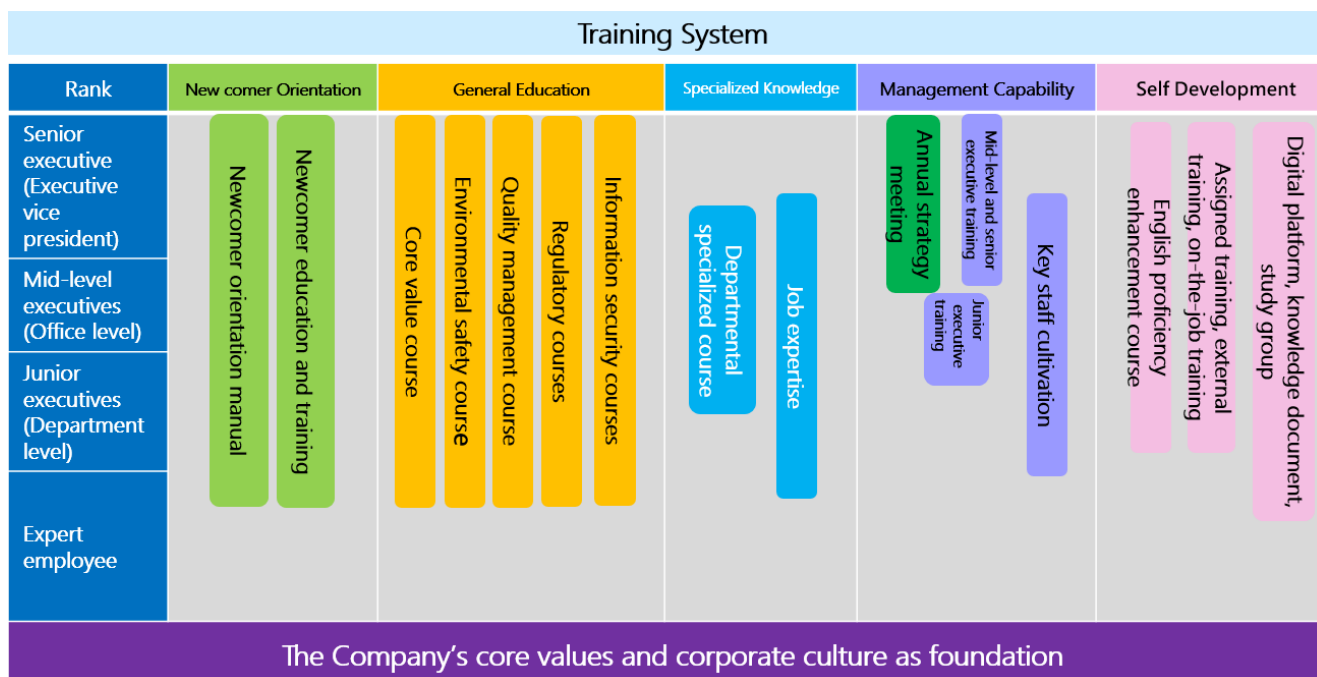 Training System
Rank
New comer Orientation
General Education
Specialized Knowledge
Management Capability
Self Development
Senior
executive
(Executive
vice
president)
Mid-level
executives
(Office level)
Junior
executives
(Department
level)
Expert
employee
Newcomer orientation manual
Newcomer education and training
Core value course
Environmental safety course
Quality management course
Regulatory courses
Information security courses
Departmental
specialized course
Job expertise
Annual strategy
meeting
Mid-level and senior
executive training
Junior
executive
training
Key staff cultivation
English proficiency
enhancement course
Assigned training, external
training, on-the-job training
Digital platform, knowledge document,
study group
The Company’s core values and corporate culture as foundation